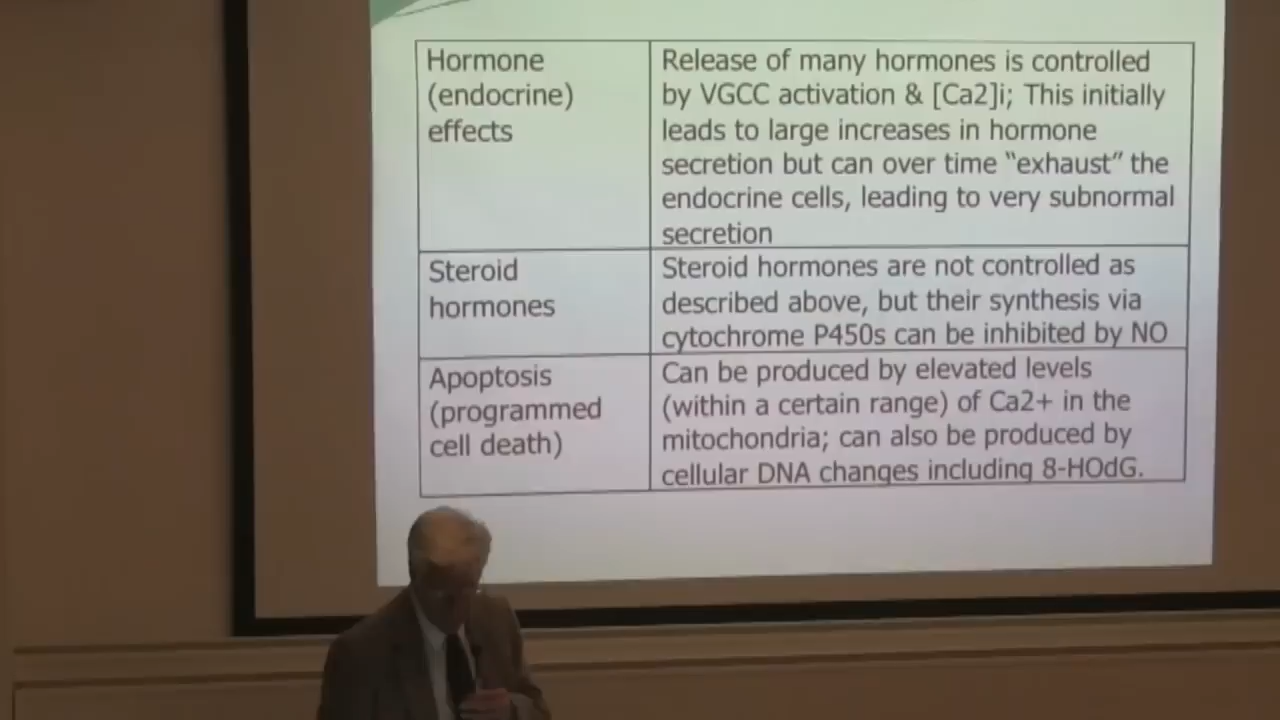 Hormone
(endocrine)
effects
Release of many hormones is controlled
by VGCC activation & [Ca2]i; This initially
leads to large increases in hormone
secretion but can over time “exhaust” the
endocrine cells, leading to very subnormal
secretion
Steroid
hormones
Steroid hormones are not controlled as
described above, but their synthesis via
cytochrome P450s can be inhibited by NO
Apoptosis
(programmed
cell death)
Can be produced by elevated levels
(within a certain range) of Ca2+ in the
mitochondria; can also be produced by
cellular DNA changes including 8-HOdG.